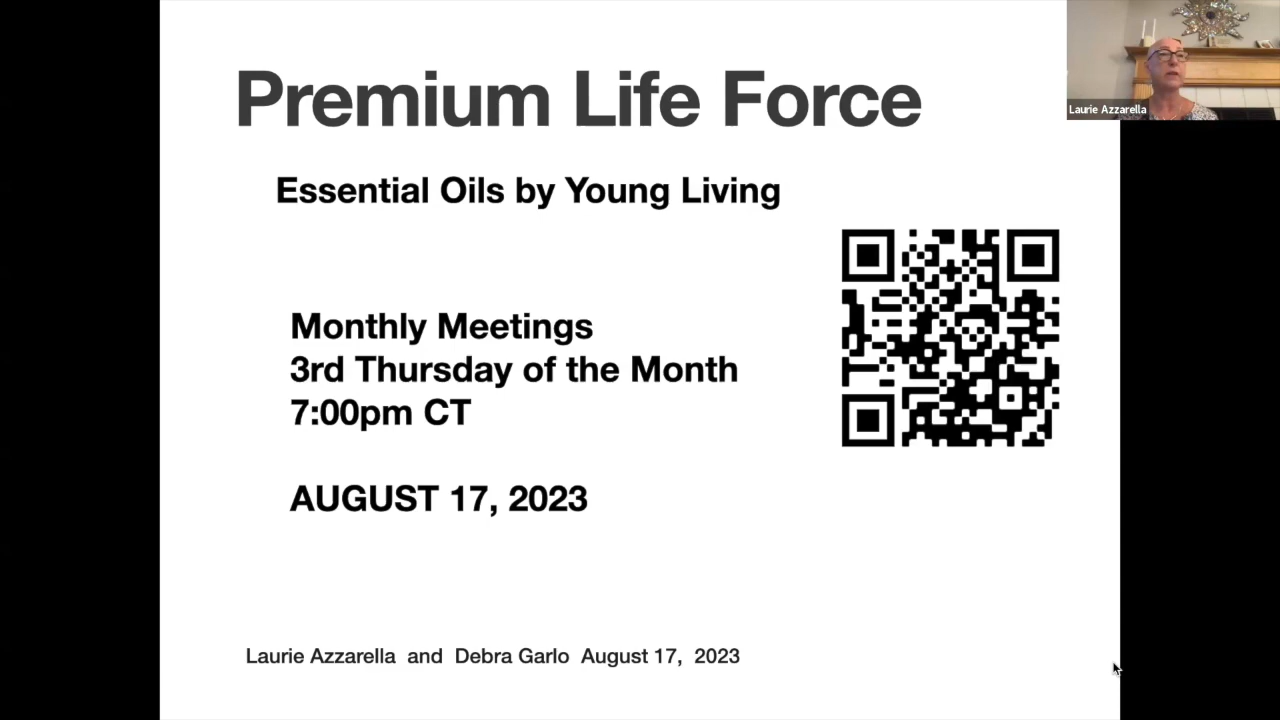 Premium Life Force
Laurie Azzarella
Essential Oils by Young Living
Monthly Meetings
3rd Thursday of the Month
7:00pm CT
AUGUST 17, 2023
Laurie Azzarella and Debra Garlo August 17, 2023